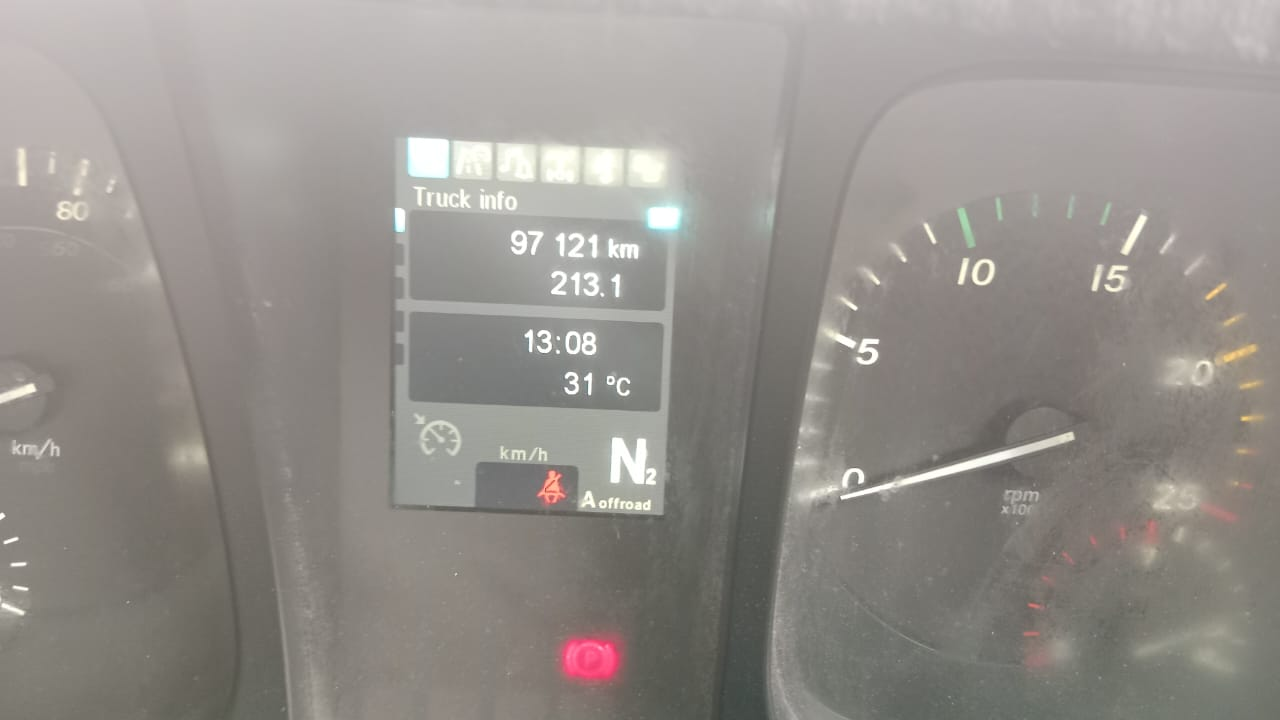 80
km/h
Truck info
97 121 km
213.1
13:08
31 °C
km/h
N2
A offroad
P
0
5
10
15
20
25
rpm